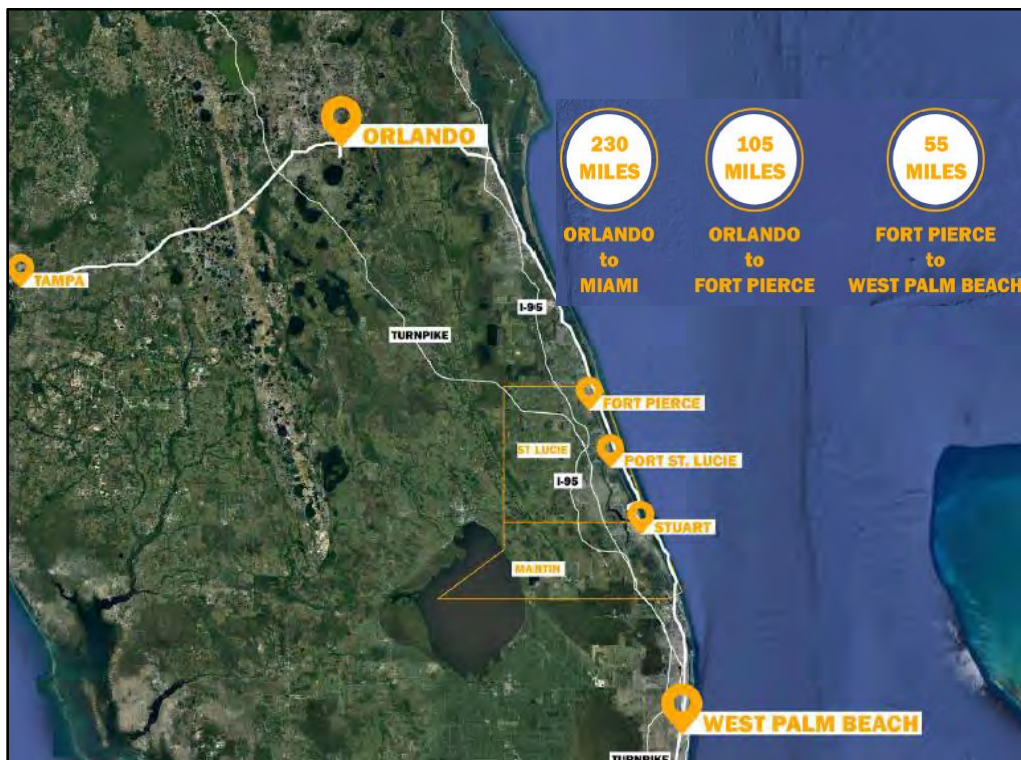 ORLANDO
230
MILES
ORLANDO
to
MIAMI
105
MILES
ORLANDO
to
FORT PIERCE
55
MILES
FORT PIERCE
to
WEST PALM BEACH
TAMPA
I-95
TURNPIKE
FORT PIERCE
ST LUCIE
PORT ST. LUCIE
I-95
STUART
MARTIN
WEST PALM BEACH
TURNPIKE